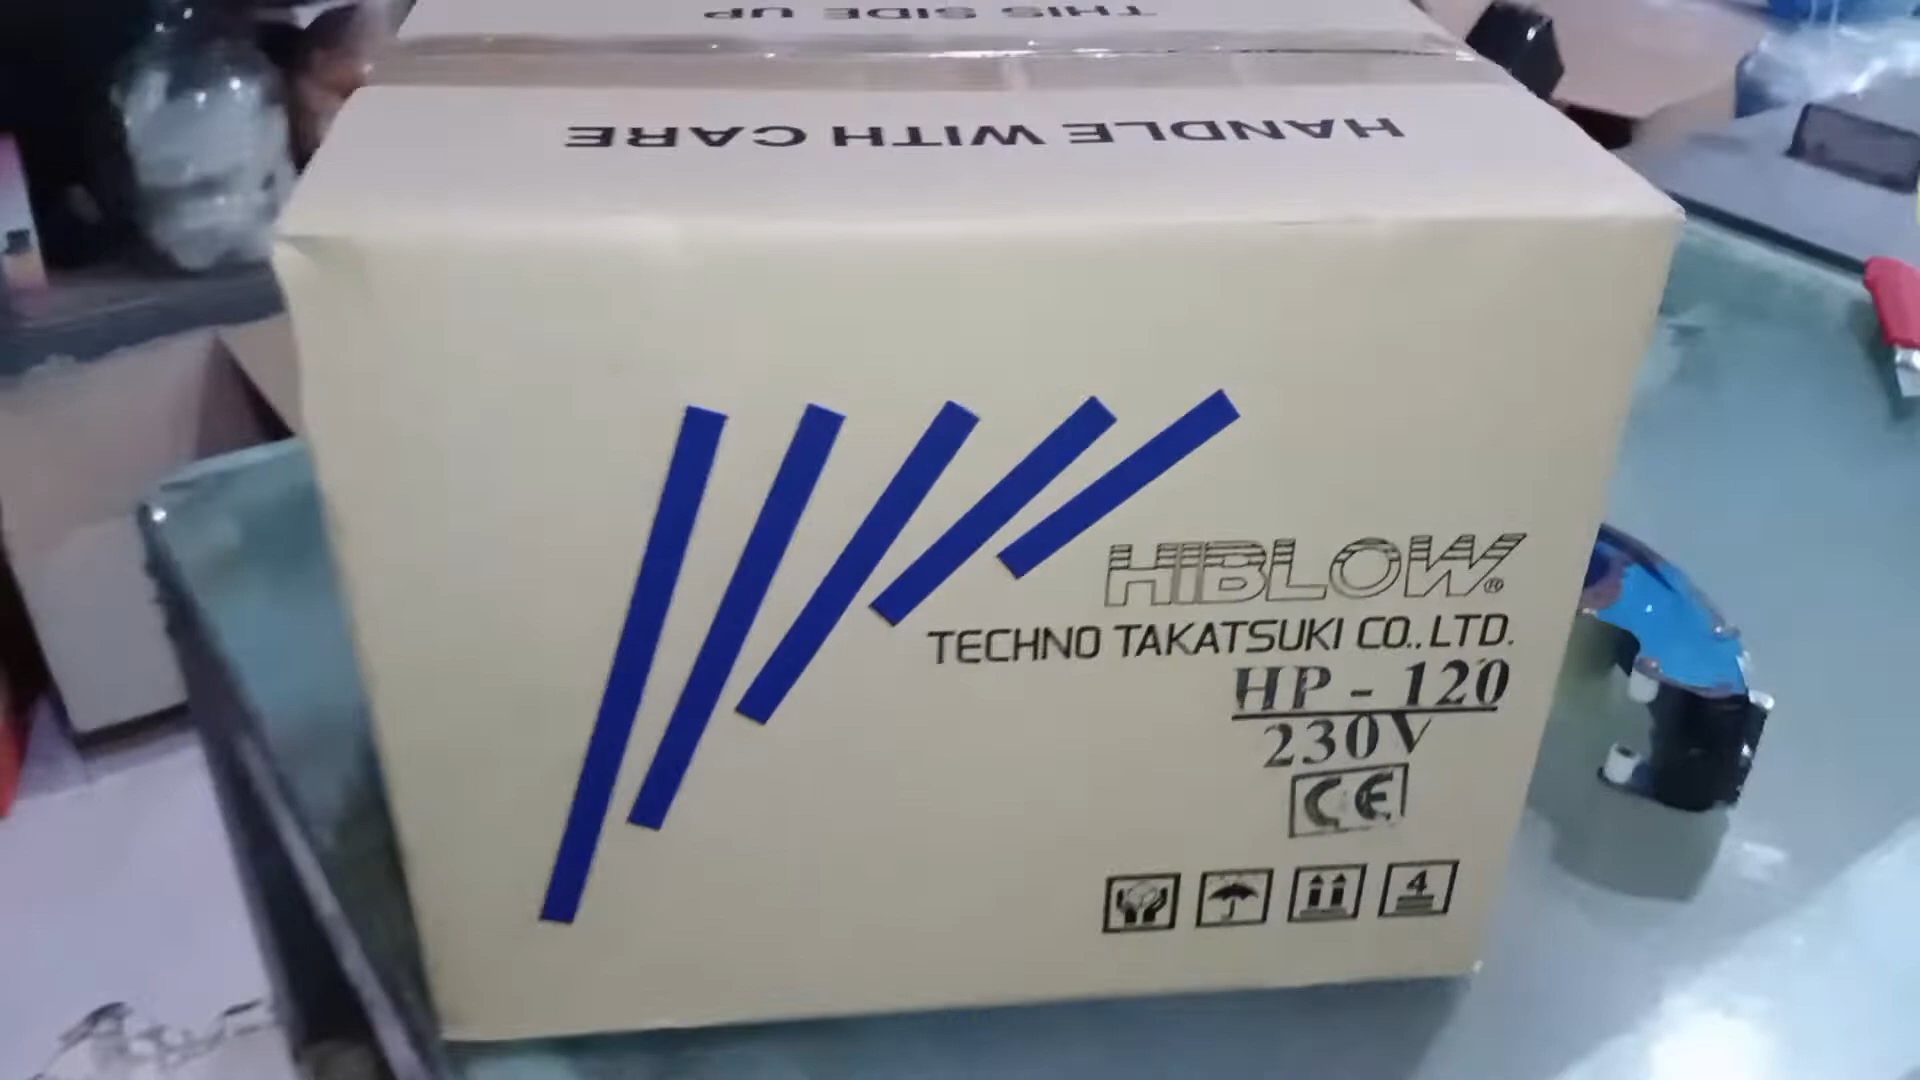 THIS SIDE UP
HANDLE WITH CARE
HIBLOW®
TECHNO TAKATSUKI CO., LTD.
HP - 120
230V
CE
4